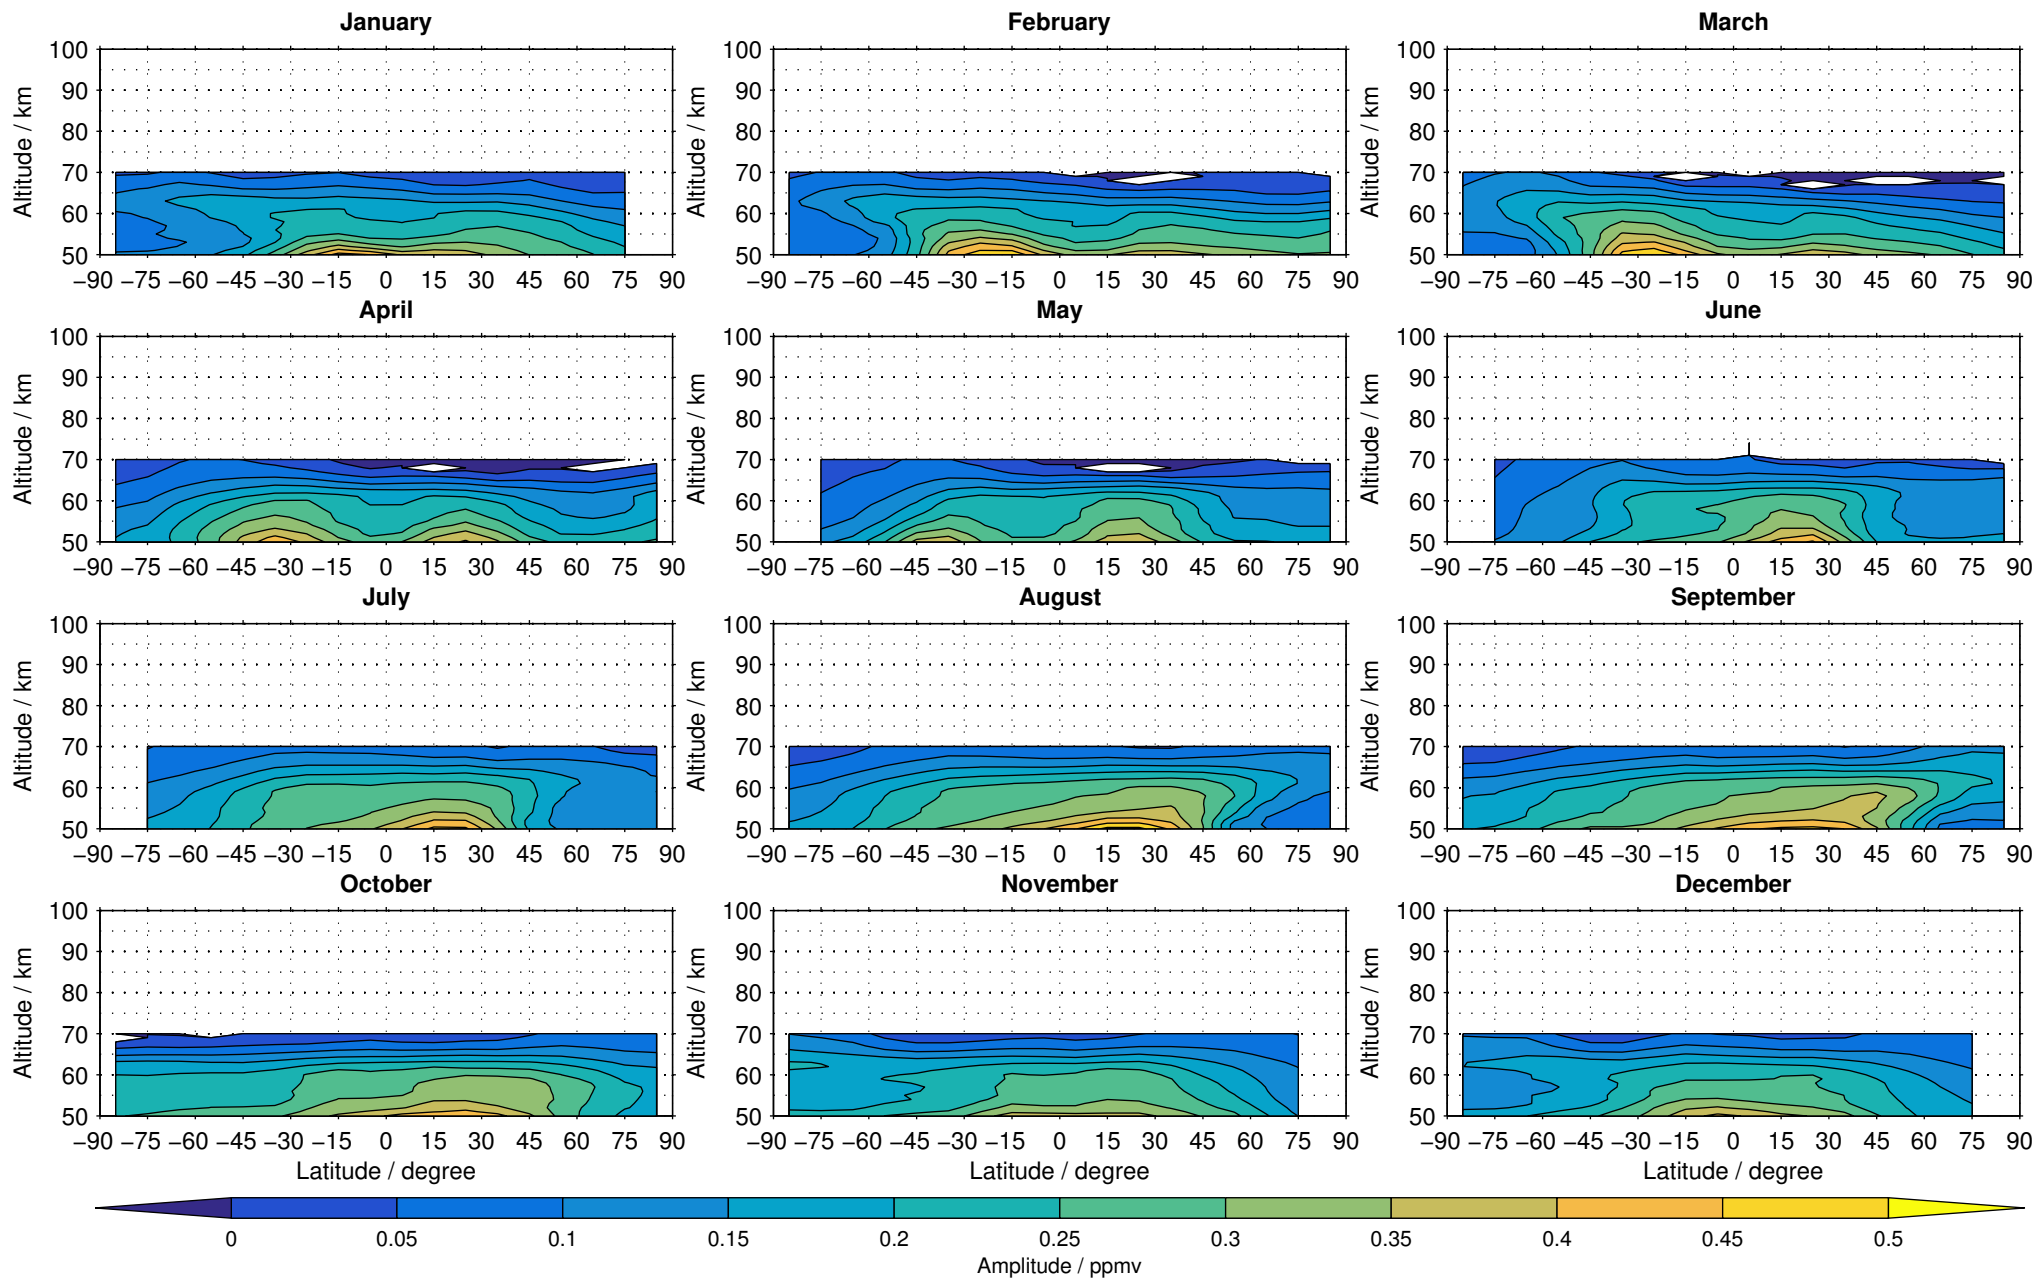 January February March
100 100 100
90 90 90
80 80 80
70 70 70
60 60 60
50 50 50
Altitude / km Altitude / km Altitude / km
−90 −75 −60 −45 −30 −15 0 15 30 45 60 75 90 −90 −75 −60 −45 −30 −15 0 15 30 45 60 75 90 −90 −75 −60 −45 −30 −15 0 15 30 45 60 75 90
April May June
100 100 100
90 90 90
80 80 80
70 70 70
60 60 60
50 50 50
Altitude / km Altitude / km Altitude / km
−90 −75 −60 −45 −30 −15 0 15 30 45 60 75 90 −90 −75 −60 −45 −30 −15 0 15 30 45 60 75 90 −90 −75 −60 −45 −30 −15 0 15 30 45 60 75 90
July August September
100 100 100
90 90 90
80 80 80
70 70 70
60 60 60
50 50 50
Altitude / km Altitude / km Altitude / km
−90 −75 −60 −45 −30 −15 0 15 30 45 60 75 90 −90 −75 −60 −45 −30 −15 0 15 30 45 60 75 90 −90 −75 −60 −45 −30 −15 0 15 30 45 60 75 90
October November December
100 100 100
90 90 90
80 80 80
70 70 70
60 60 60
50 50 50
Altitude / km Altitude / km Altitude / km
−90 −75 −60 −45 −30 −15 0 15 30 45 60 75 90 −90 −75 −60 −45 −30 −15 0 15 30 45 60 75 90 −90 −75 −60 −45 −30 −15 0 15 30 45 60 75 90
Latitude / degree Latitude / degree Latitude / degree
0 0.05 0.1 0.15 0.2 0.25 0.3 0.35 0.4 0.45 0.5
Amplitude / ppmv